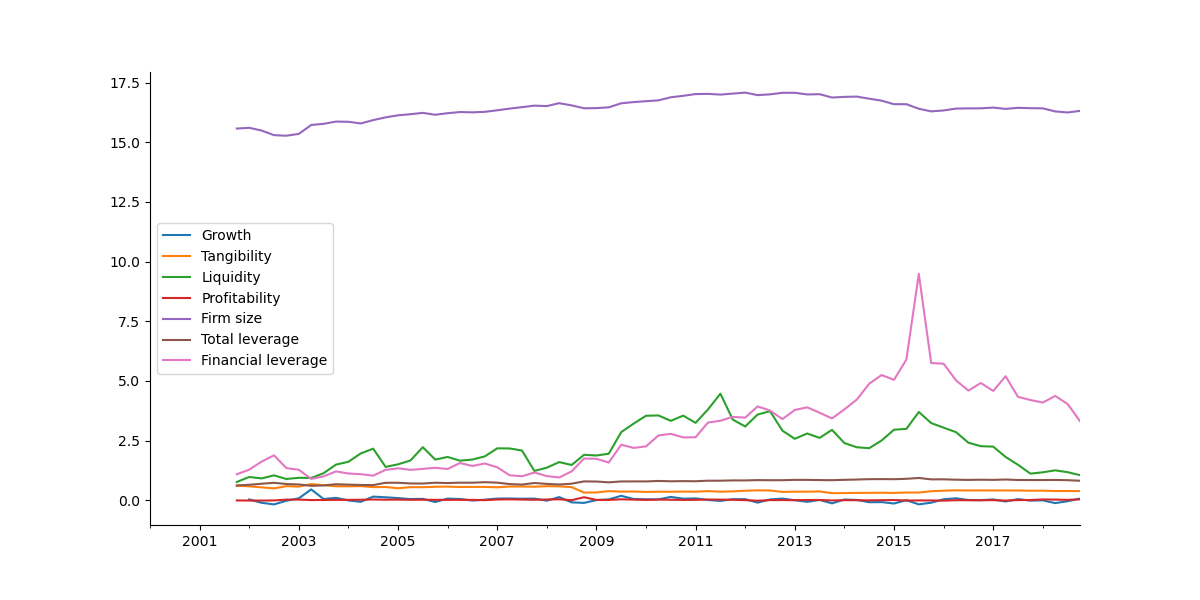 17.5
15.0
12.5
10.0
7.5
5.0
2.5
0.0
Growth
Tangibility
Liquidity
Profitability
Firm size
Total leverage
Financial leverage
2001 2003 2005 2007 2009 2011 2013 2015 2017